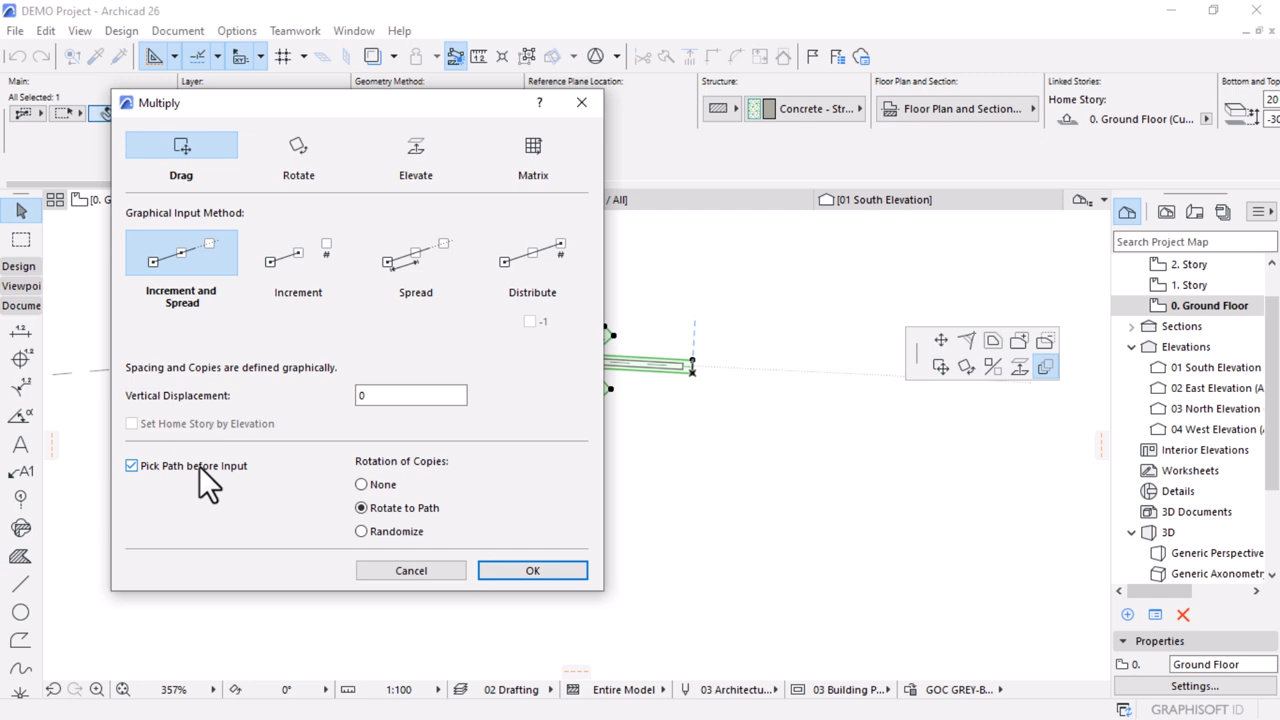 DEMO Project - Archicad 26
File Edit View Design Document Options Teamwork Window Help
Main:
All Selected: 1
Layer:
Geometry Method:
Reference Plane Location:
Structure:
Concrete - Str...
Floor Plan and Section:
Floor Plan and Section...
Linked Stories:
Home Story:
0. Ground Floor (Cu...
Bottom and Top
20
-30
Multiply
?
Drag Rotate Elevate Matrix
Graphical Input Method:
Increment and Spread
Increment
Spread
Distribute
-1
Spacing and Copies are defined graphically.
Vertical Displacement: 0
Set Home Story by Elevation
Pick Path before Input
Rotation of Copies:
None
Rotate to Path
Randomize
Cancel OK
[0. G
/ All]
[01 South Elevation]
Design
Viewpoi
Docume
Search Project Map
2. Story
1. Story
0. Ground Floor
Sections
Elevations
01 South Elevation
02 East Elevation (A
03 North Elevation
04 West Elevation (
Interior Elevations
Worksheets
Details
3D Documents
3D
Generic Perspective
Generic Axonometr
Properties
0. Ground Floor
Settings...
357% 0° 1:100 02 Drafting Entire Model 03 Architectu... 03 Building P... GOC GREY-B...
GRAPHISOFT ID